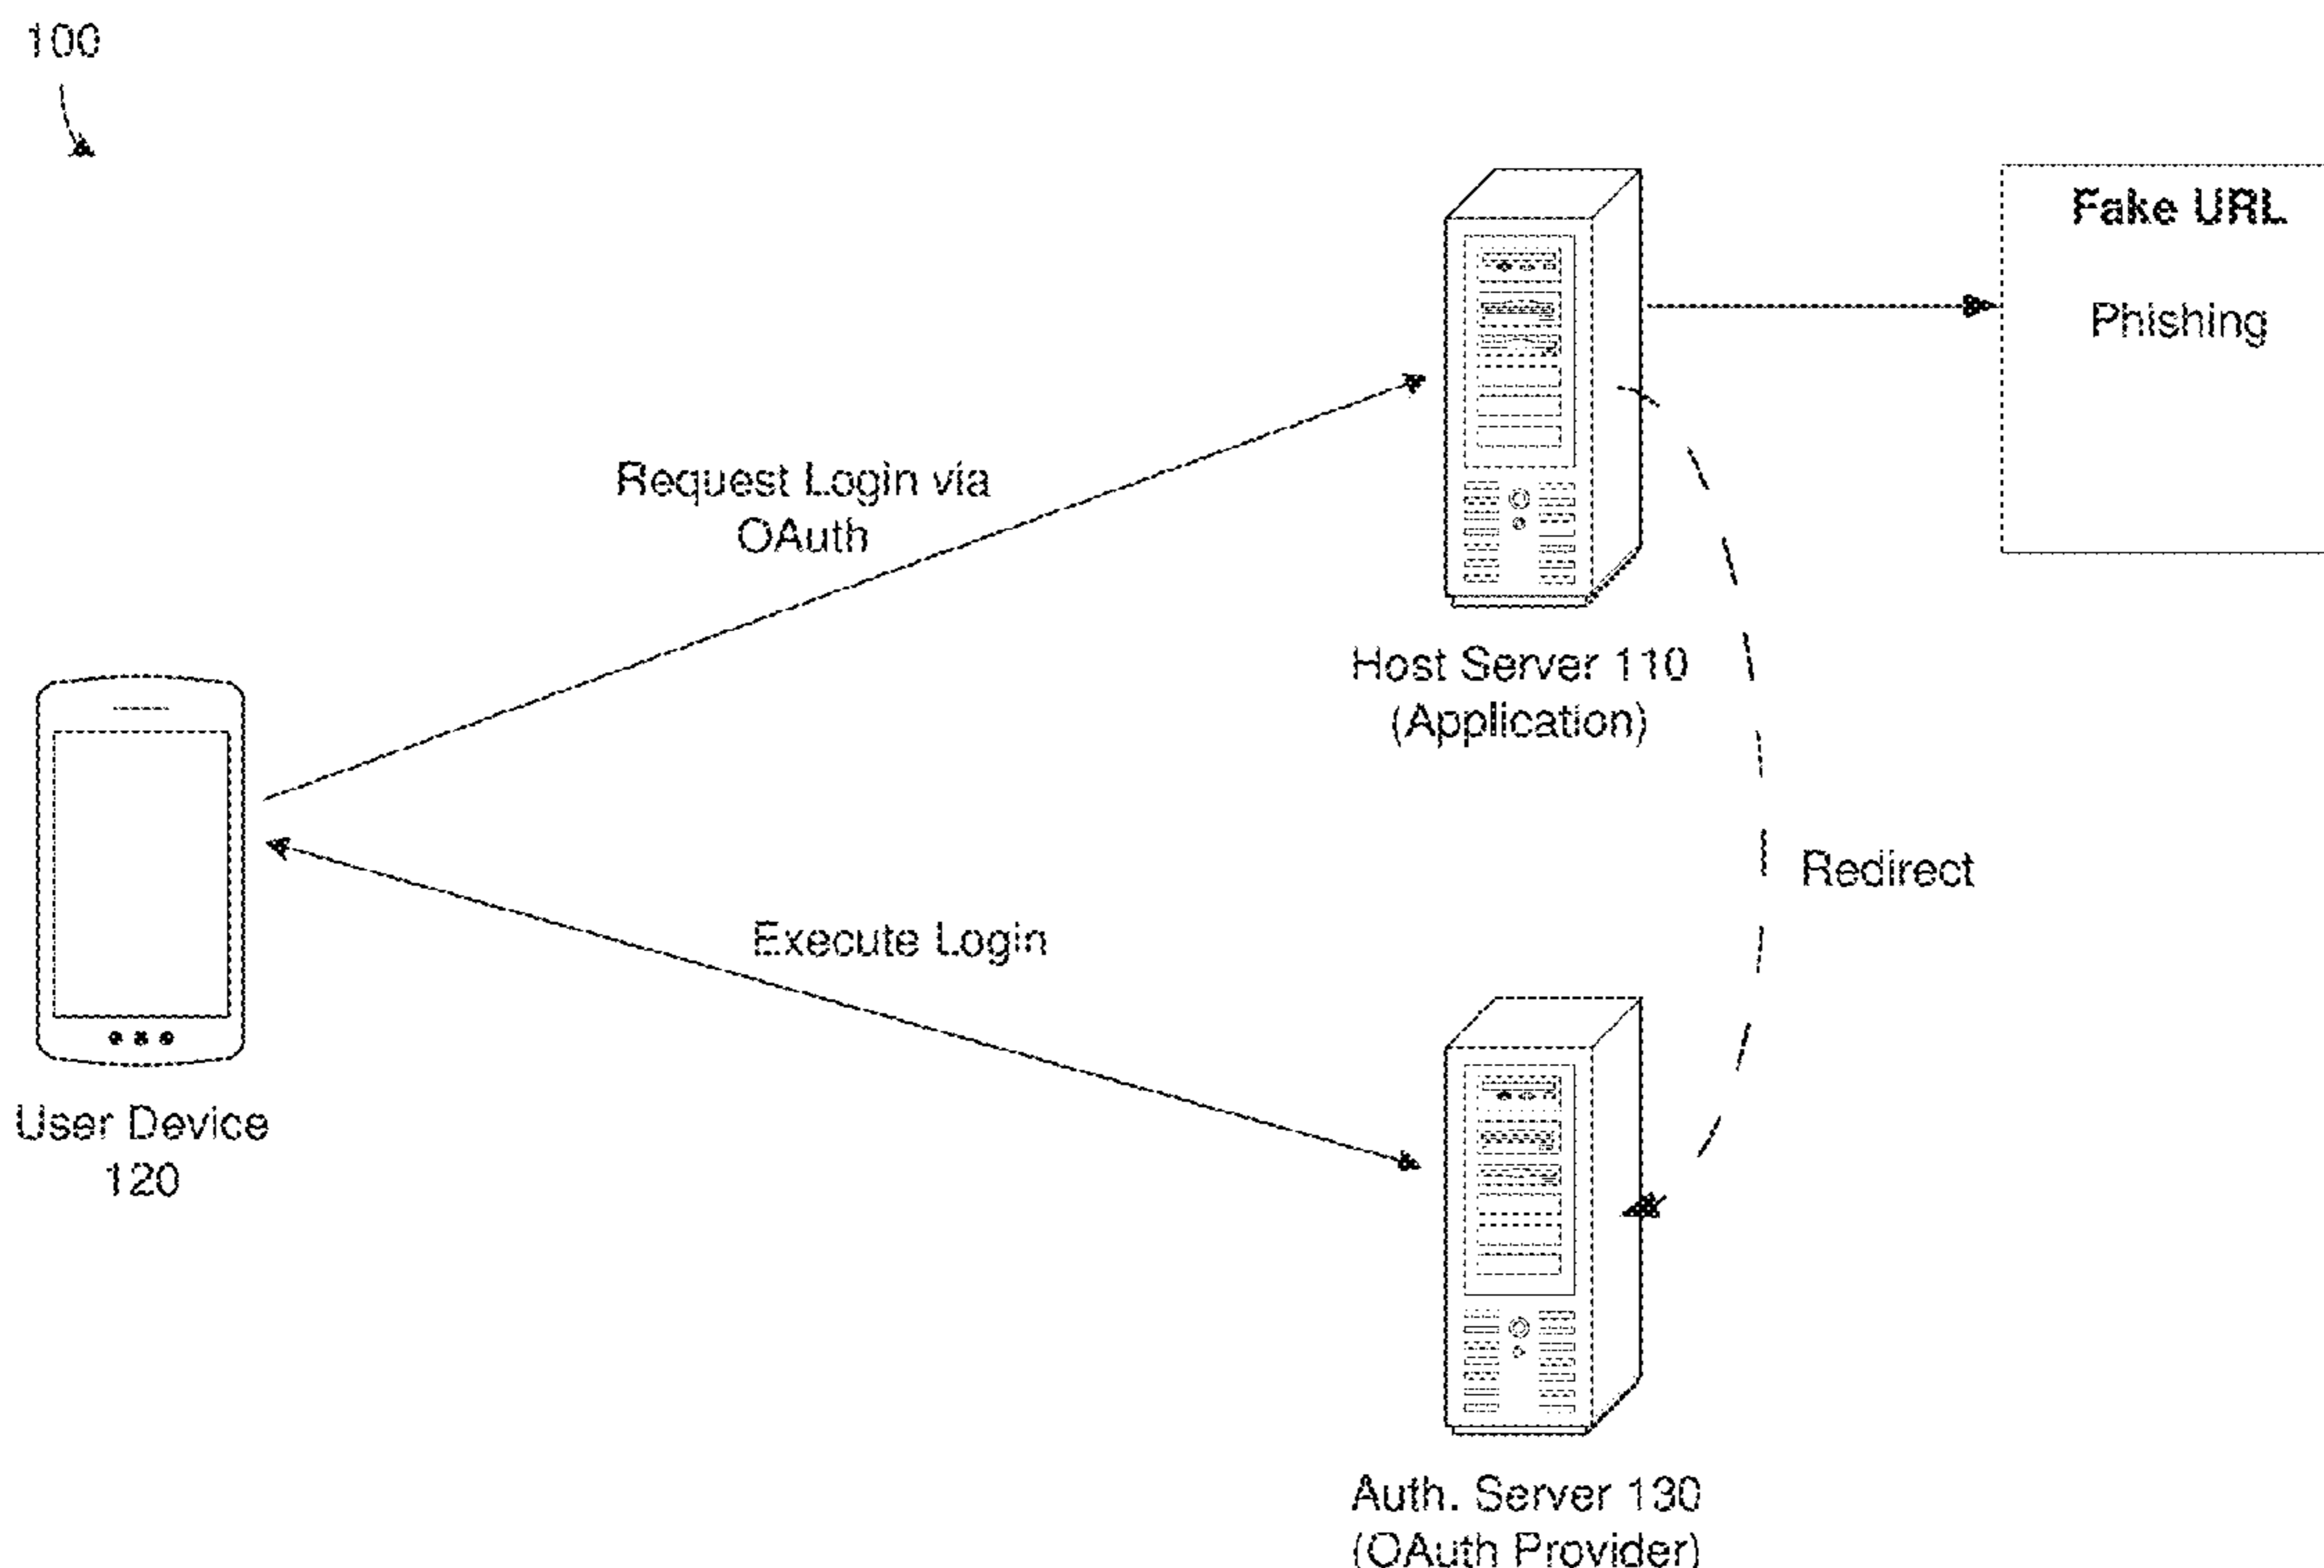 100
Fake URL
Phishing
Request Login via
OAuth
Host Server 110
(Application)
Redirect
Execute Login
User Device
120
Auth. Server 130
(OAuth Provider)